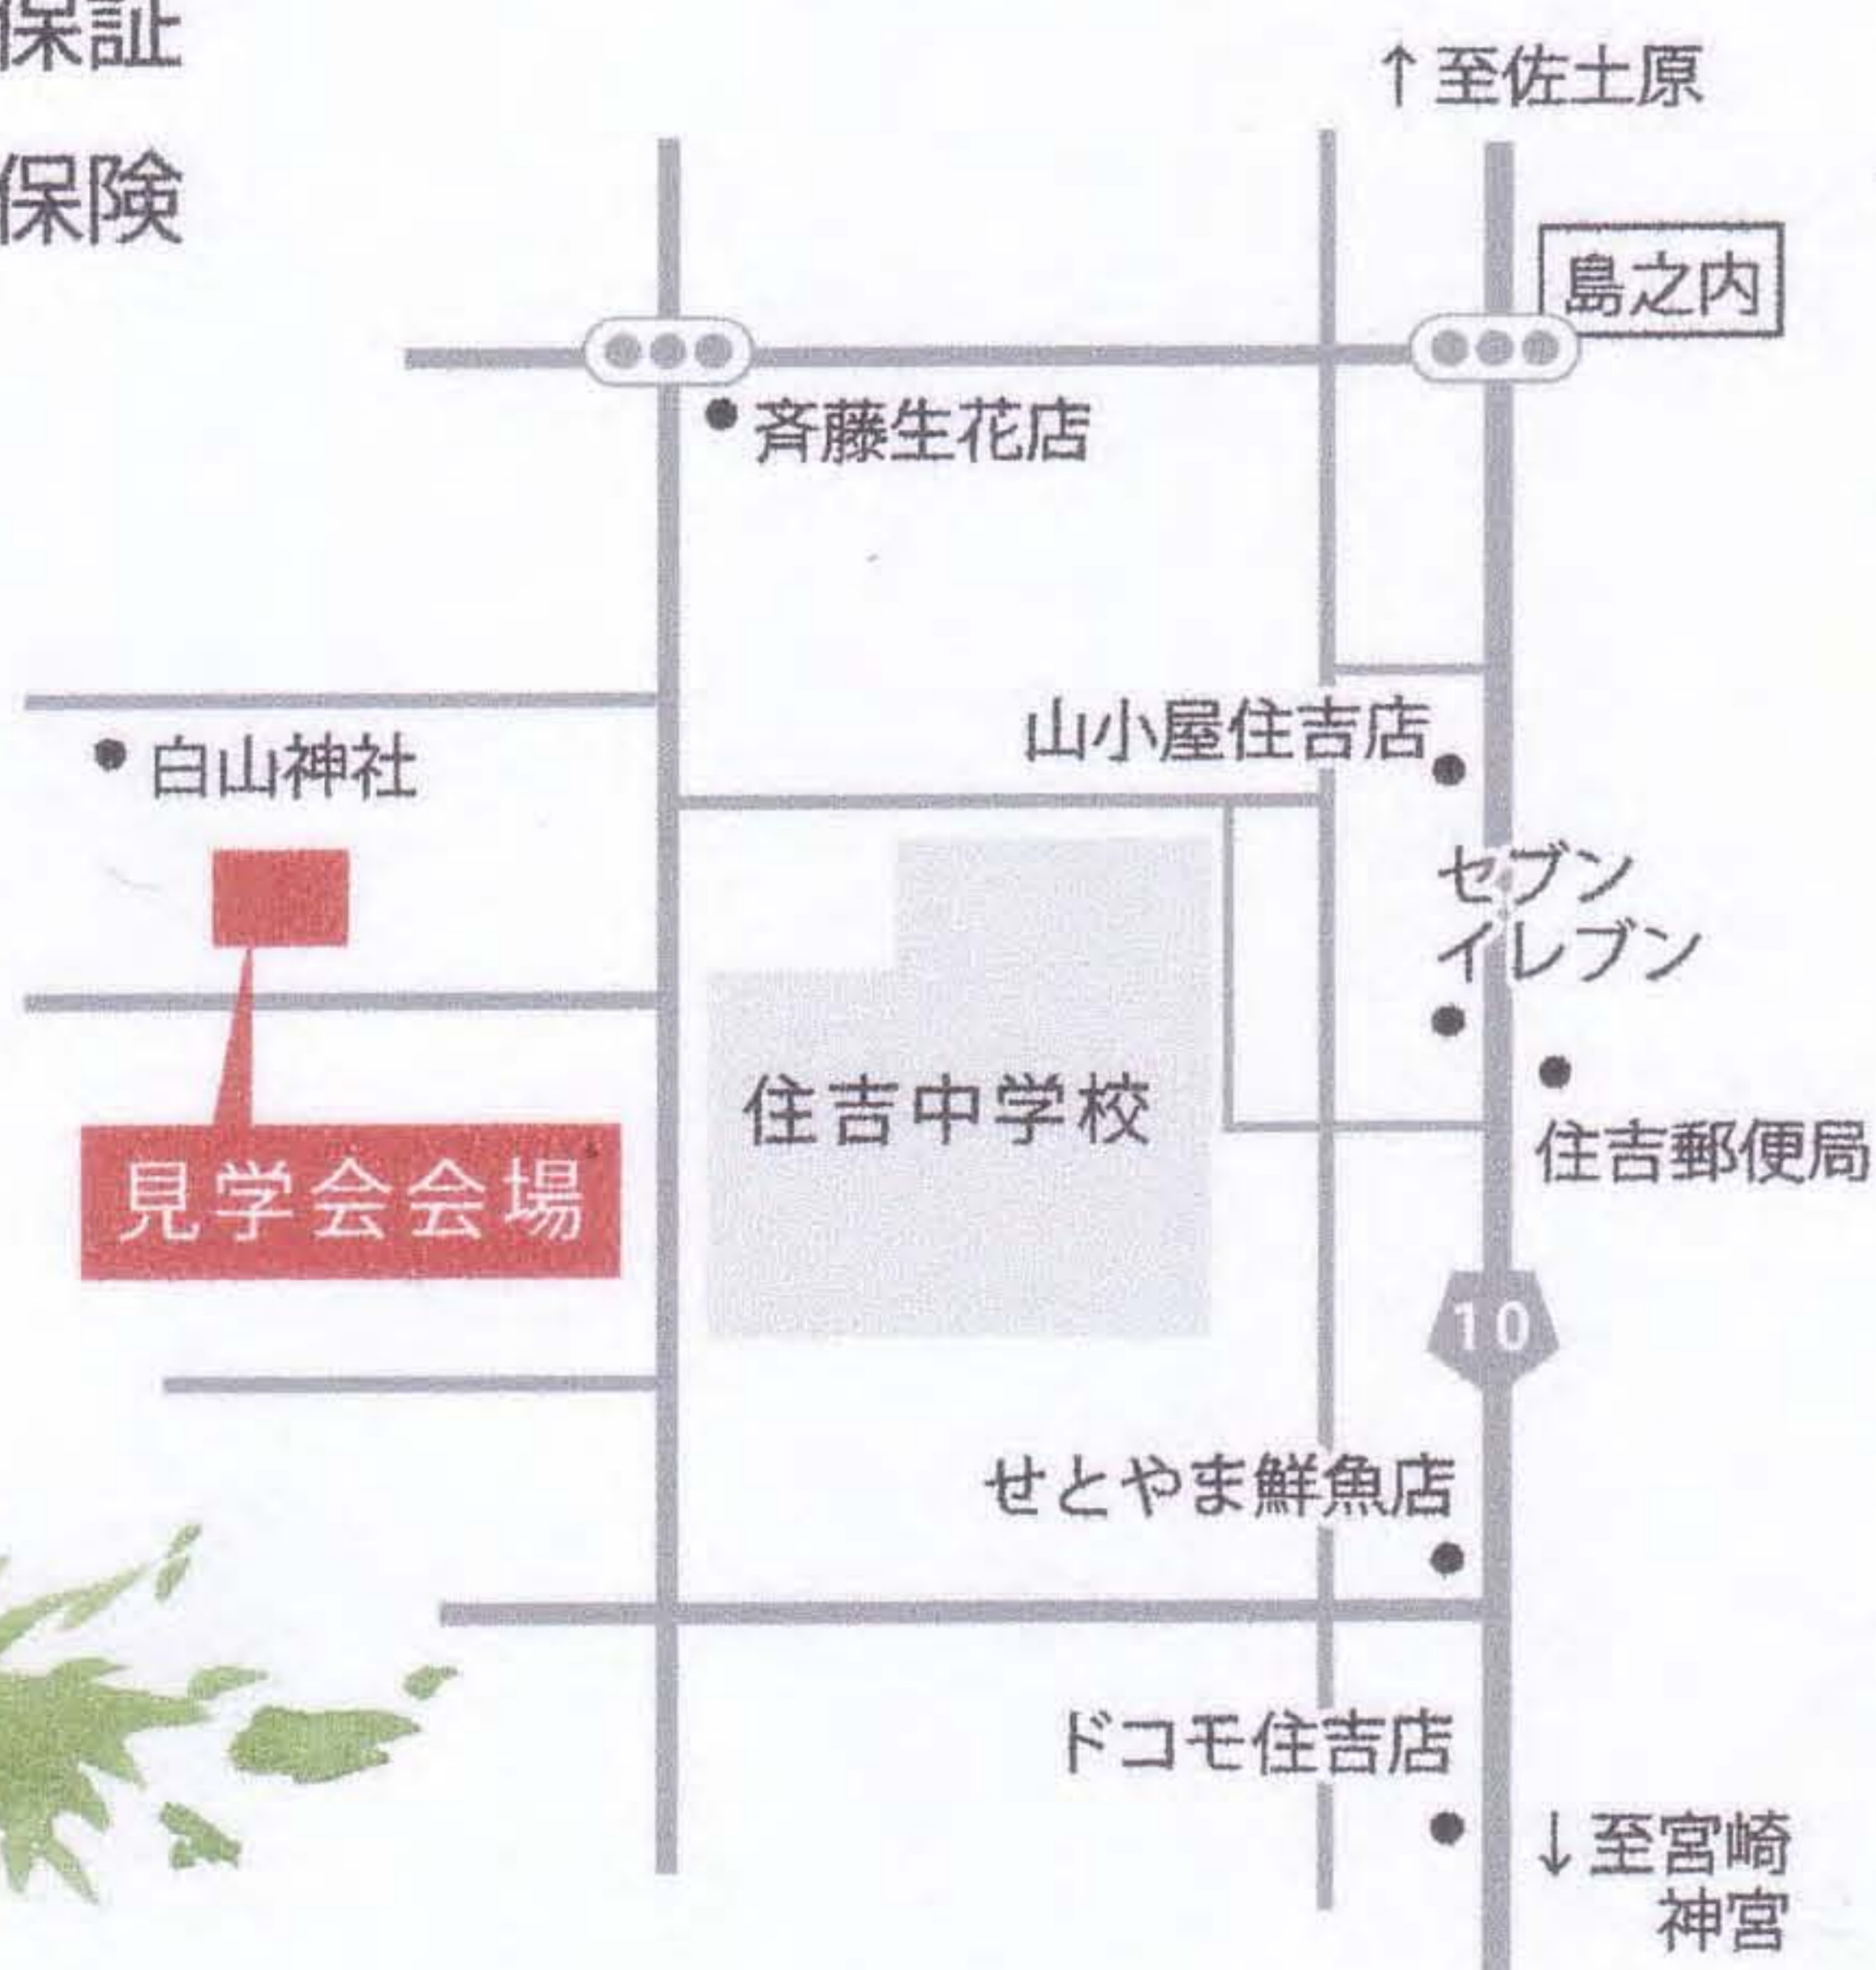 保証
保険
↑至佐土原
島之内
斉藤生花店
山小屋住吉店
白山神社
セブン
イレブン
住吉中学校
住吉郵便局
見学会会場
10
せとやま鮮魚店
ドコモ住吉店
↓至宮崎
神宮